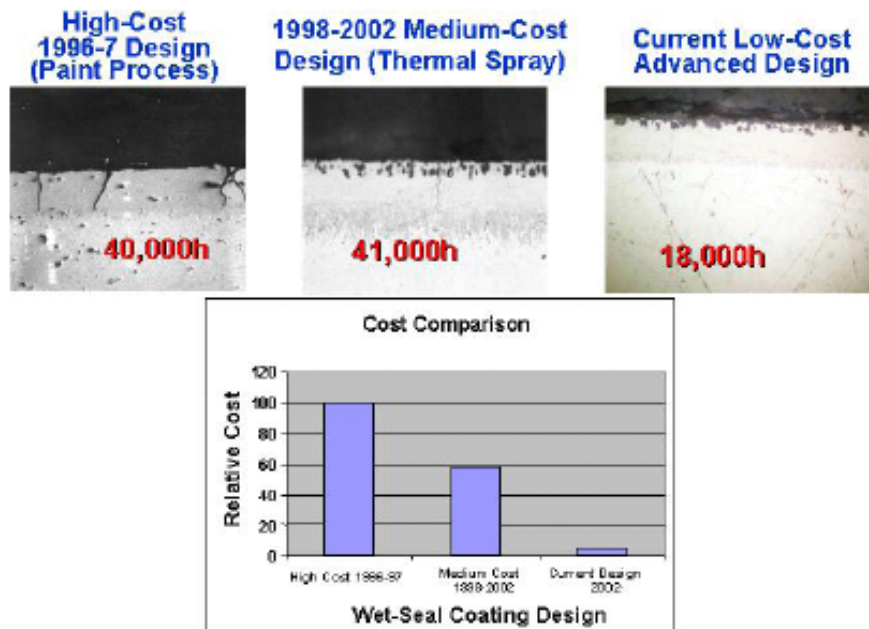 High-Cost
1996-7 Design
(Paint Process)
1998-2002 Medium-Cost
Design (Thermal Spray)
Current Low-Cost
Advanced Design
40,000h
41,000h
18,000h
Cost Comparison
Relative Cost
120
100
80
60
40
20
0
High Cost 1996-97
Medium Cost
1998-2002
Current Design
2002-
Wet-Seal Coating Design